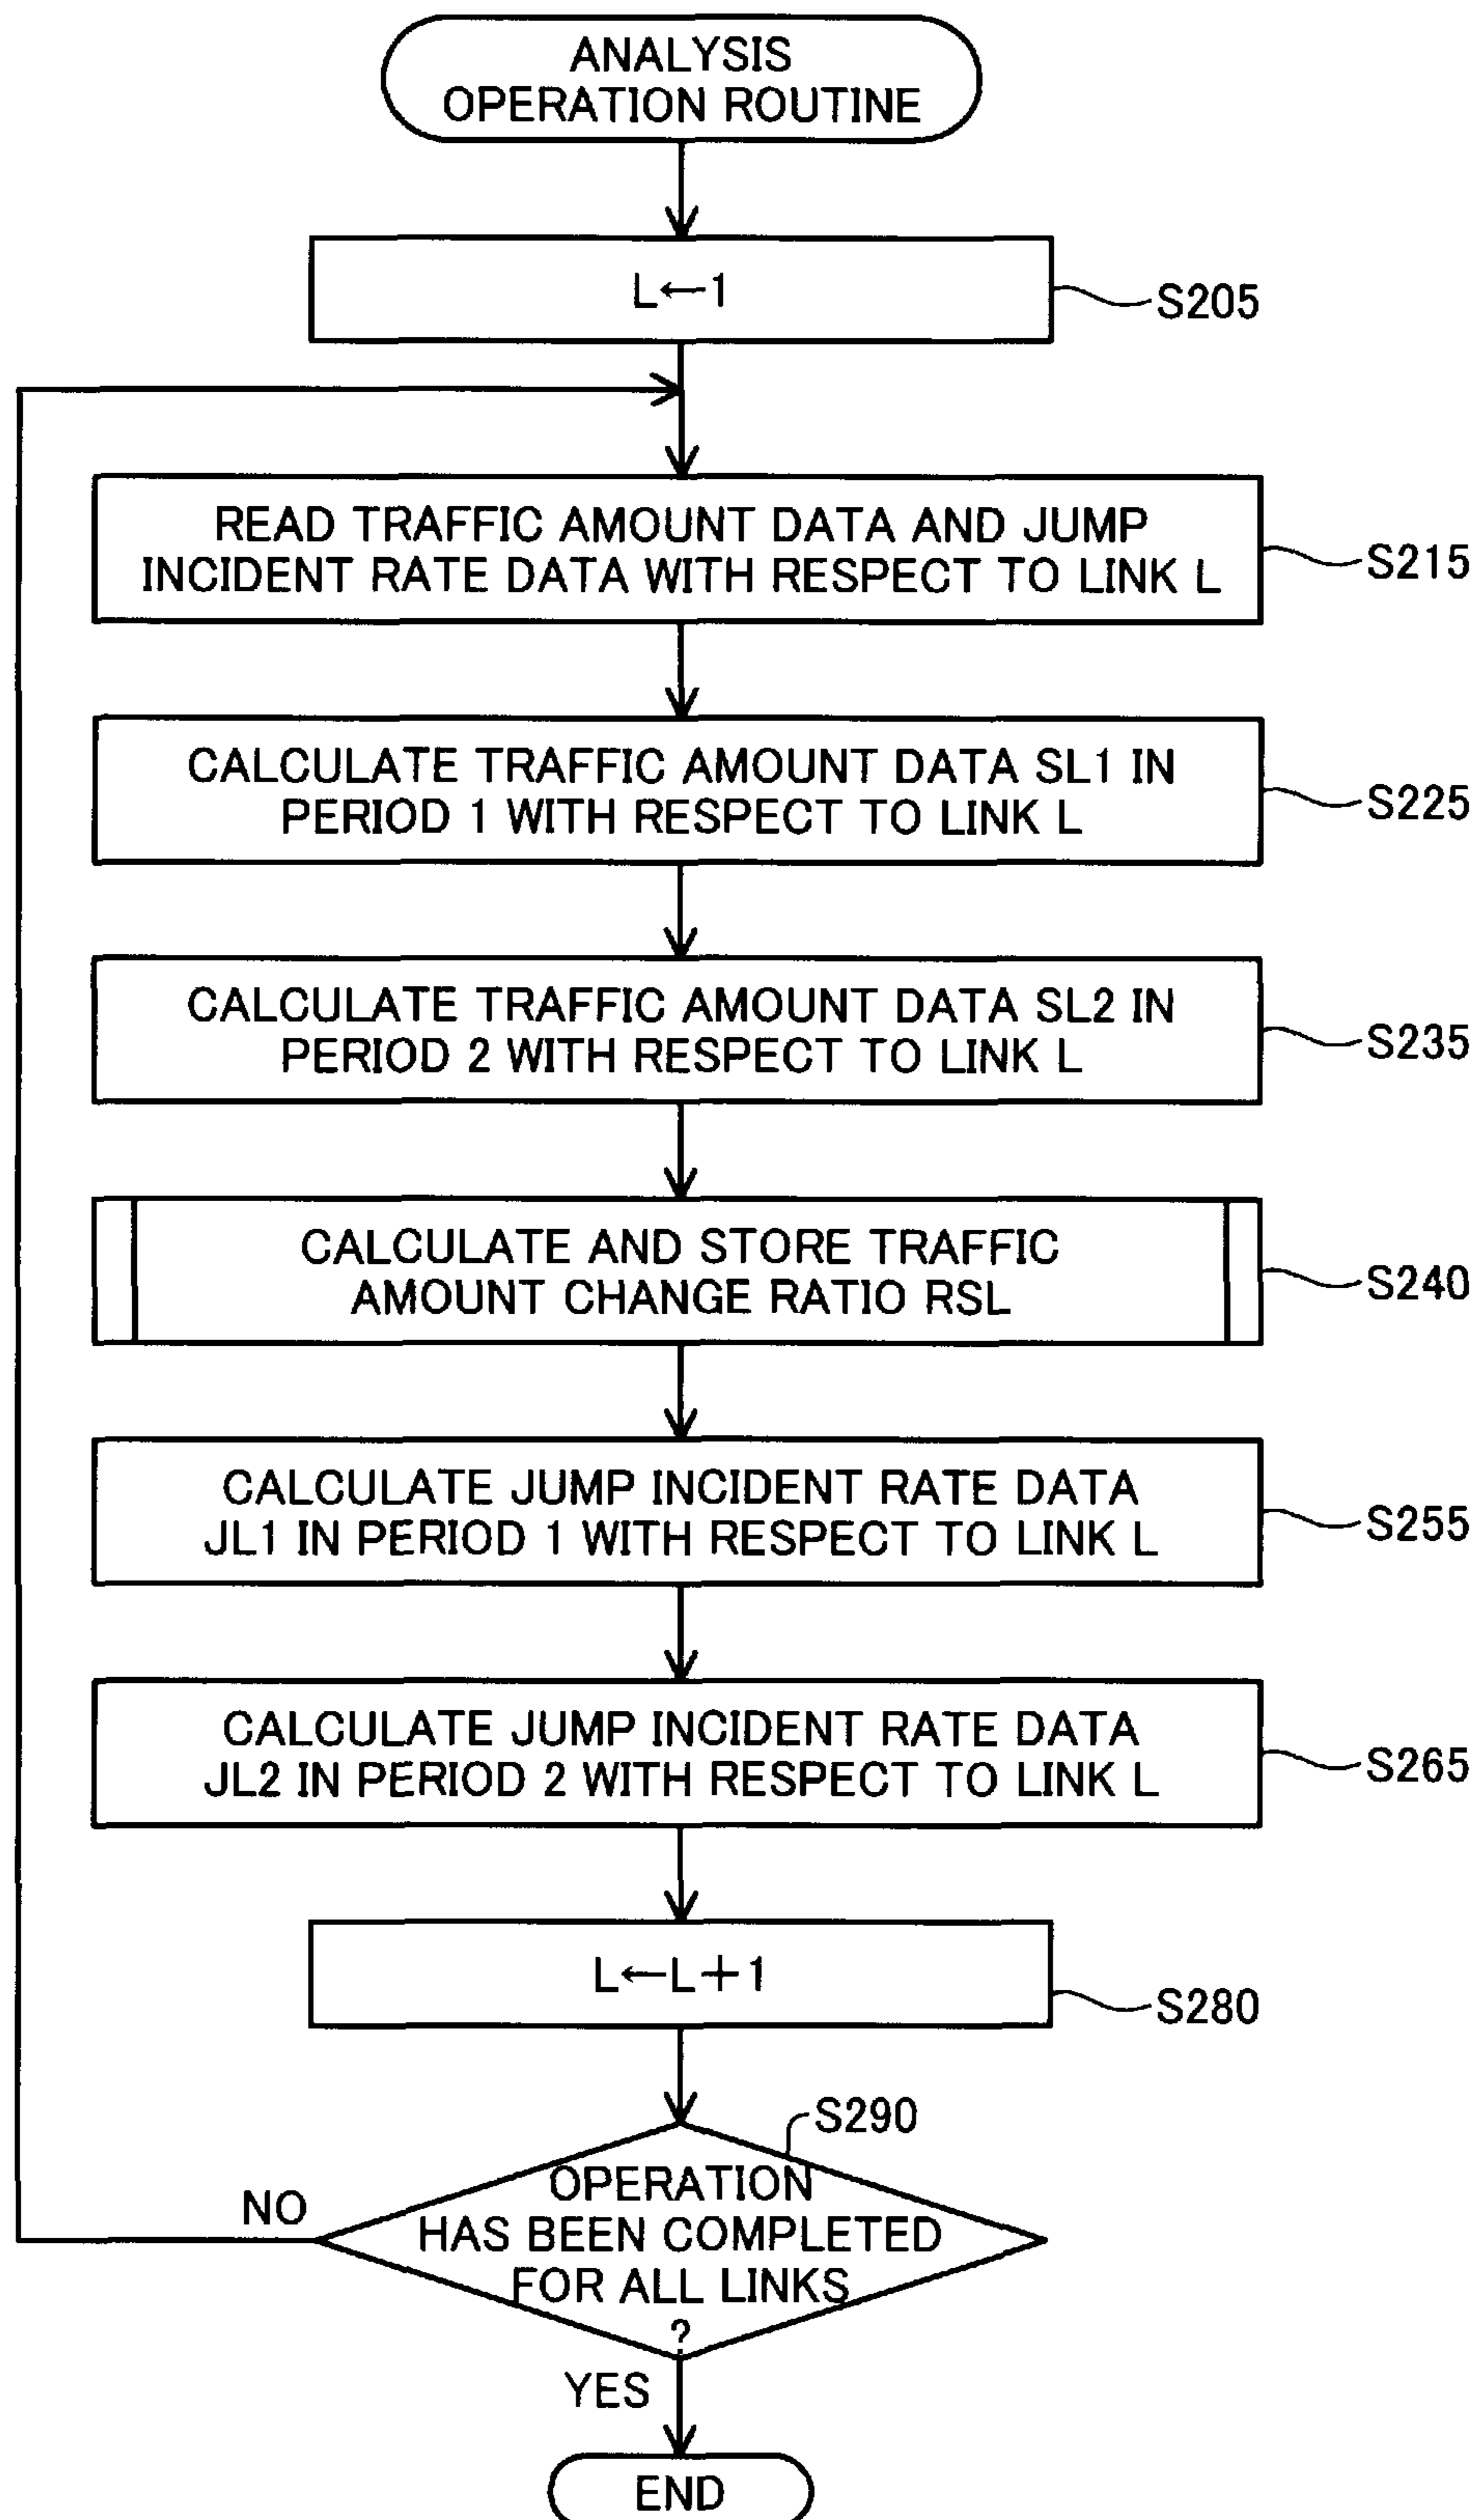 ANALYSIS
OPERATION ROUTINE
L←1
S205
READ TRAFFIC AMOUNT DATA AND JUMP
INCIDENT RATE DATA WITH RESPECT TO LINK L
S215
CALCULATE TRAFFIC AMOUNT DATA SL1 IN
PERIOD 1 WITH RESPECT TO LINK L
S225
CALCULATE TRAFFIC AMOUNT DATA SL2 IN
PERIOD 2 WITH RESPECT TO LINK L
S235
CALCULATE AND STORE TRAFFIC
AMOUNT CHANGE RATIO RSL
S240
CALCULATE JUMP INCIDENT RATE DATA
JL1 IN PERIOD 1 WITH RESPECT TO LINK L
S255
CALCULATE JUMP INCIDENT RATE DATA
JL2 IN PERIOD 2 WITH RESPECT TO LINK L
S265
L←L+1
S280
S290
OPERATION
HAS BEEN COMPLETED
FOR ALL LINKS
?
NO
YES
END